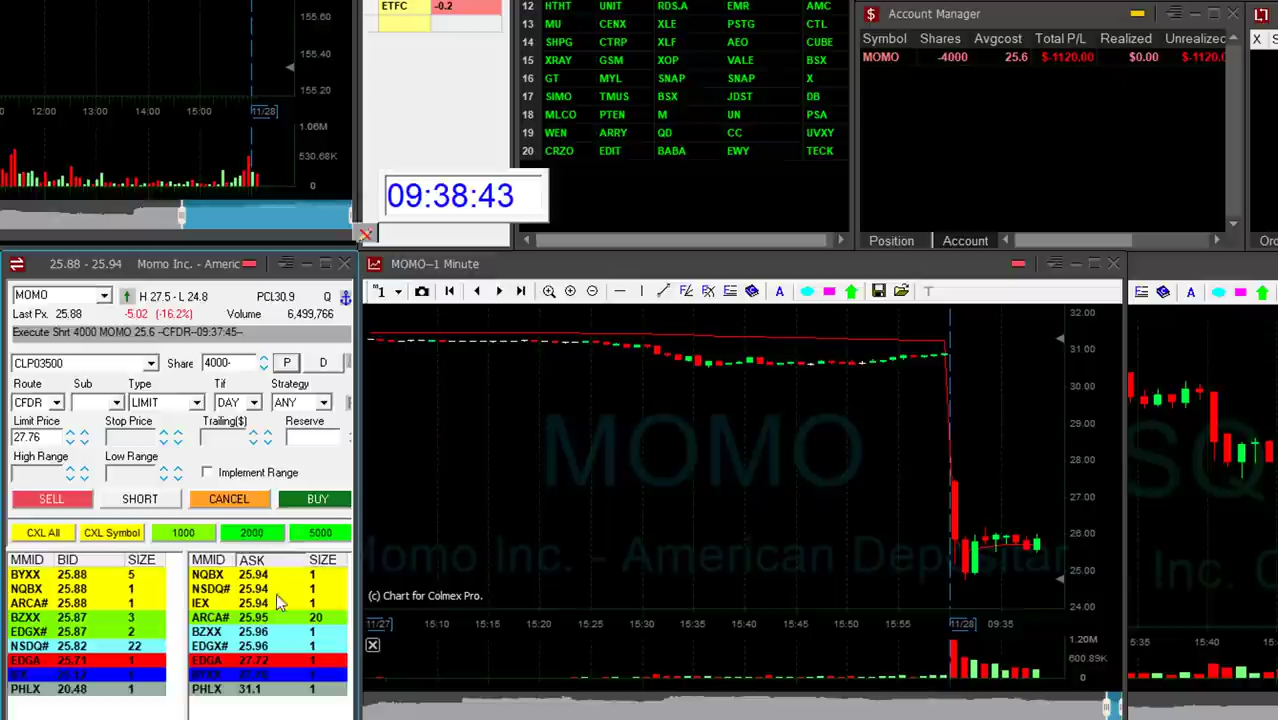 155.60
155.40
155.20
12:00 13:00 14:00 15:00 11/28
1.06M
530.68K
0
ETFC -0.2
09:38:43
12 HTHT UNIT RDS.A EMR AMC
13 MU CENX XLE PSTG CTL
14 SHPG CTRP XLF AEO CUBE
15 XRAY GSM XOP VALE BSX
16 GT MYL SNAP SNAP X
17 SIMO TMUS BSX JDST DB
18 MLCO PTEN M UN PSA
19 WEN ARRY QD CC UVXY
20 CRZO EDIT BABA EWY TECK
Account Manager
Symbol Shares Avgcost Total P/L Realized Unrealized
MOMO -4000 25.6 $-1120.00 $0.00 $-1120.0
Position Account
Or
X S
25.88 - 25.94 Momo Inc. - Americ
MOMO H 27.5 - L 24.8 PCL30.9 Q
Last Px. 25.88 -5.02 (-16.2%) Volume 6,499,766
Execute Shrt 4000 MOMO 25.6 --CFDR--09:37:45--
CLP03500 Share 4000- P D
Route Sub Type Tif Strategy
CFDR LIMIT DAY ANY
Limit Price Stop Price Trailing($) Reserve
27.76
High Range Low Range
Implement Range
SELL SHORT CANCEL BUY
CXL All CXL Symbol 1000 2000 5000
MMID BID SIZE MMID ASK SIZE
BYXX 25.88 5 NQBX 25.94 1
NQBX 25.88 1 NSDQ# 25.94 1
ARCA# 25.88 1 IEX 25.94 1
BZXX 25.87 3 ARCA# 25.95 20
EDGX# 25.87 2 BZXX 25.96 1
NSDQ# 25.82 22 EDGX# 25.96 1
EDGA 25.71 1 EDGA 27.72 1
PHLX 20.48 1 PHLX 31.1 1
MOMO--1 Minute
"1 A T
MOMO
Momo Inc. - American Depositar
(c) Chart for Colmex Pro.
32.00
31.00
30.00
29.00
28.00
27.00
26.00
25.00
24.00
11/27 15:10 15:15 15:20 15:25 15:30 15:35 15:40 15:45 15:50 15:55 11/28 09:35
1.20M
600.89K
0
A
SQ
5:35 15:40 15:4